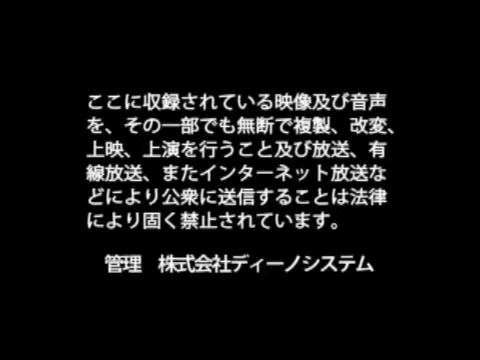 ここに収録されている映像及び音声
を、その一部でも無断で複製、改変、
上映、上演を行うこと及び放送、有
線放送、またインターネット放送な
どにより公衆に送信することは法律
により固く禁止されています。
管理　株式会社ディーノシステム